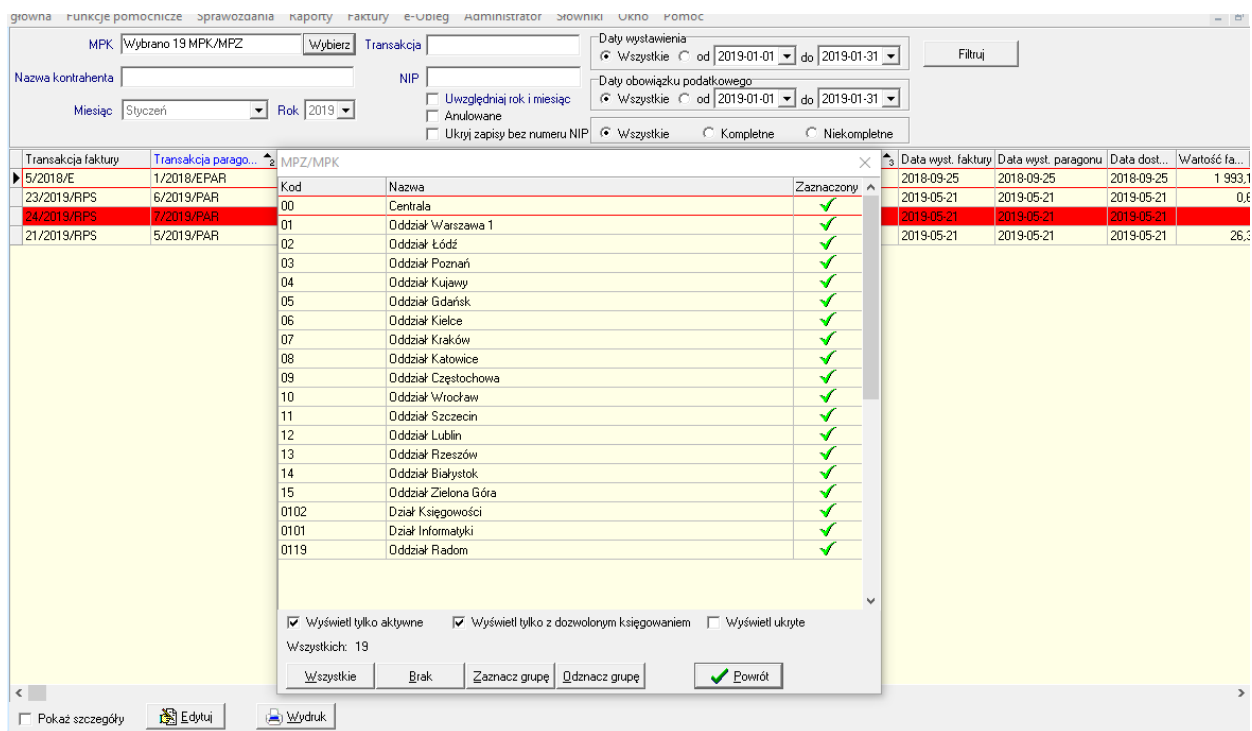 główna Funkcje pomocnicze Sprawozdania Raporty Faktury e-Obieg Administrator Słowniki Okno Pomoc
MPK Wybrano 19 MPK/MPZ Wybierz Transakcja
Daty wystawienia
Wszystkie od 2019-01-01 do 2019-01-31
Filtruj
Nazwa kontrahenta NIP
Daty obowiązku podatkowego
Wszystkie od 2019-01-01 do 2019-01-31
Miesiąc Styczeń Rok 2019
Uwzględniaj rok i miesiąc
Anulowane
Ukryj zapisy bez numeru NIP
Wszystkie Kompletne Niekompletne
Transakcja faktury Transakcja parago... 2 3 Data wyst. faktury Data wyst. paragonu Data dost... Wartość fa...
5/2018/E 1/2018/EPAR 2018-09-25 2018-09-25 2018-09-25 1 993,1
23/2019/RPS 6/2019/PAR 2019-05-21 2019-05-21 2019-05-21 0,6
24/2019/RPS 7/2019/PAR 2019-05-21 2019-05-21 2019-05-21
21/2019/RPS 5/2019/PAR 2019-05-21 2019-05-21 2019-05-21 26,3
MPZ/MPK
Kod Nazwa Zaznaczony
00 Centrala
01 Oddział Warszawa 1
02 Oddział Łódź
03 Oddział Poznań
04 Oddział Kujawy
05 Oddział Gdańsk
06 Oddział Kielce
07 Oddział Kraków
08 Oddział Katowice
09 Oddział Częstochowa
10 Oddział Wrocław
11 Oddział Szczecin
12 Oddział Lublin
13 Oddział Rzeszów
14 Oddział Białystok
15 Oddział Zielona Góra
0102 Dział Księgowości
0101 Dział Informatyki
0119 Oddział Radom
Wyświetl tylko aktywne Wyświetl tylko z dozwolonym księgowaniem Wyświetl ukryte
Wszystkich: 19
Wszystkie Brak Zaznacz grupę Odznacz grupę Powrót
Pokaż szczegóły Edytuj Wydruk